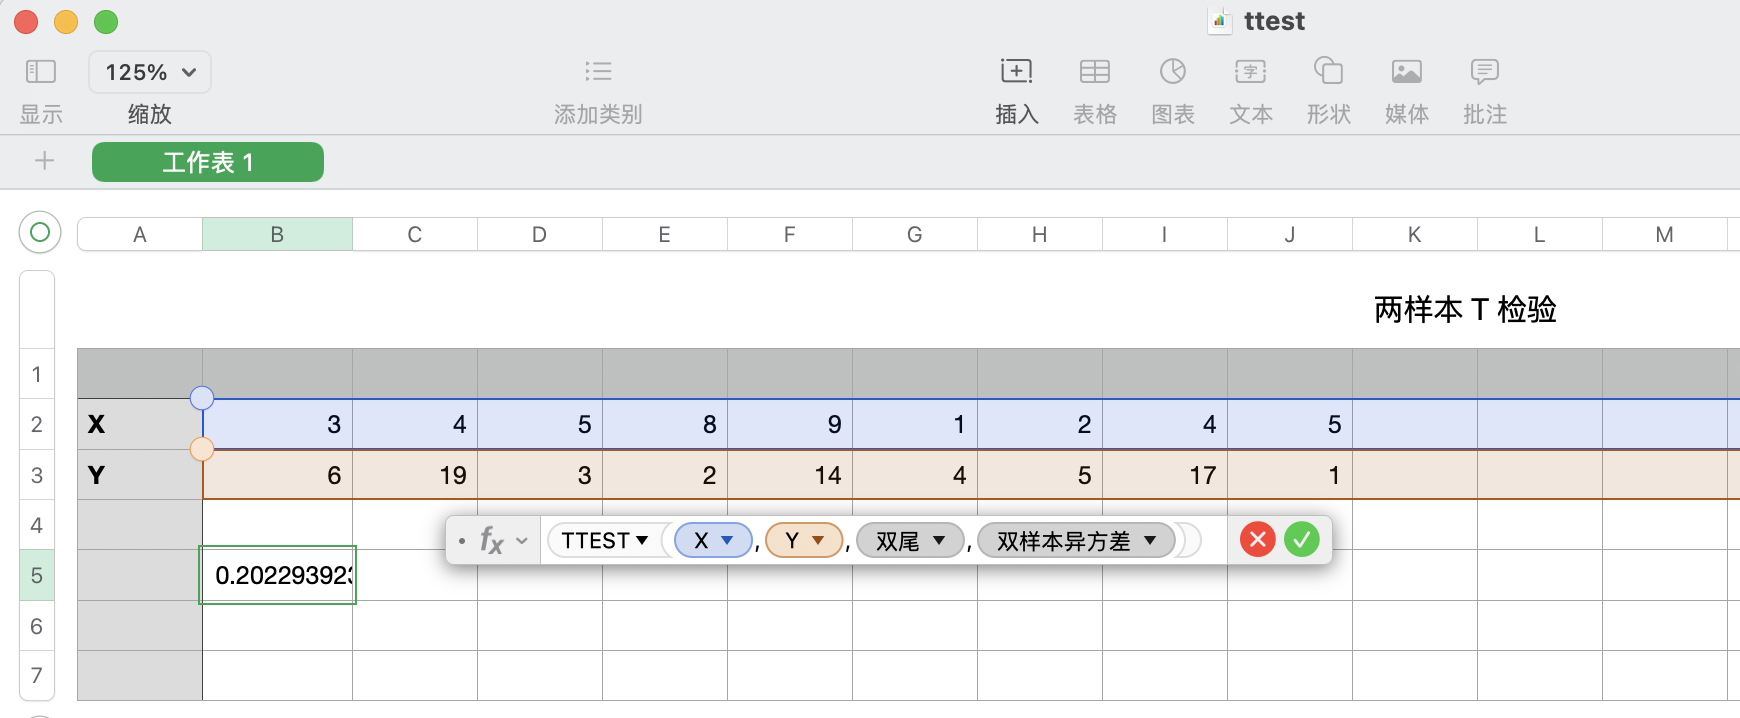 ttest
125%
显示
缩放
添加类别
插入
表格
图表
文本
形状
媒体
批注
工作表 1
A B C D E F G H I J K L M
两样本 T 检验
1
2 X 3 4 5 8 9 1 2 4 5
3 Y 6 19 3 2 14 4 5 17 1
4
fx TTEST X , Y , 双尾 , 双样本异方差
5 0.202293923
6
7